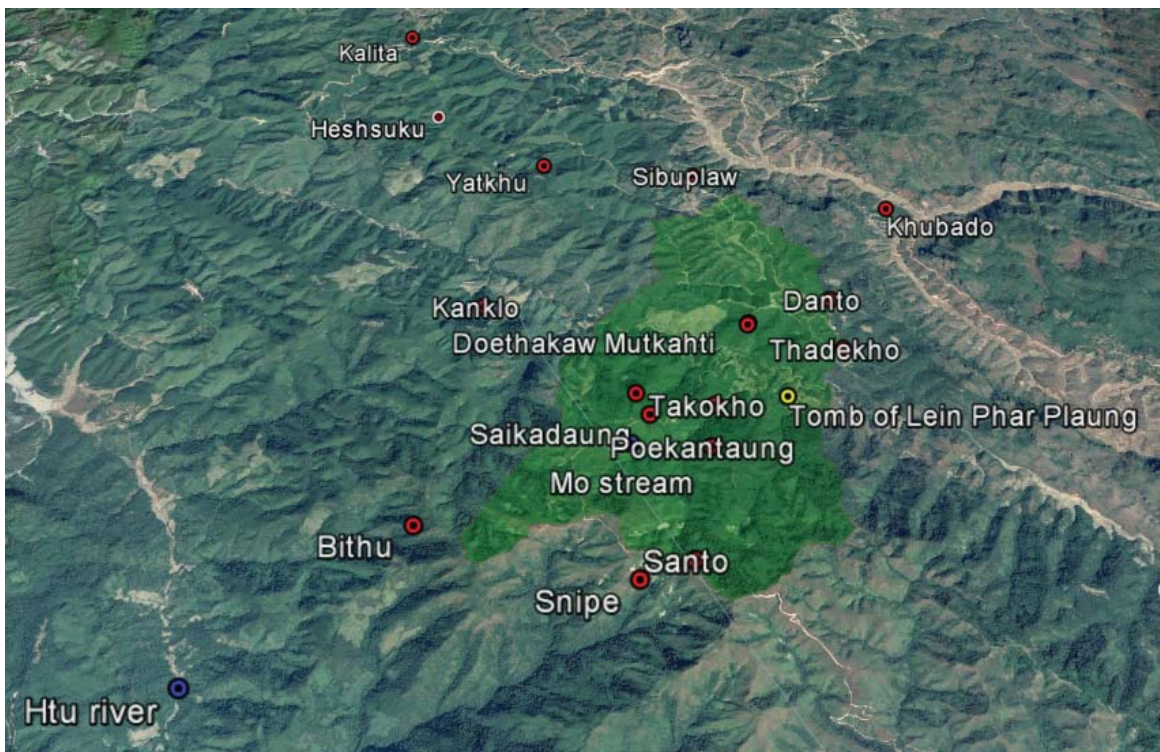 Kalita
Heshsuku
Yatkhu
Sibuplaw
Khubado
Kanklo
Danto
Doethakaw Mutkahti
Thadekho
Takokho
Tomb of Lein Phar Plaung
Saikadaung
Poekantaung
Mo stream
Bithu
Santo
Snipe
Htu river